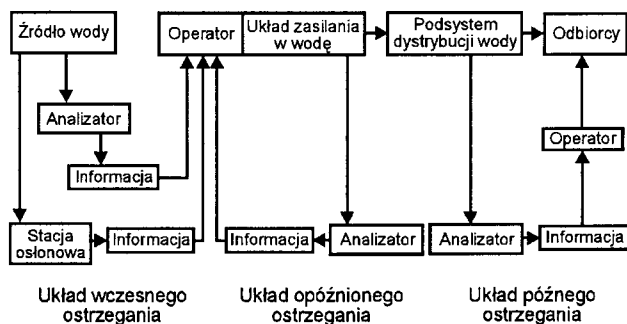 Źródło wody
Operator
Układ zasilania
w wodę
Podsystem
dystrybucji wody
Odbiorcy
Analizator
Operator
Informacja
Stacja
osłonowa
Informacja
Informacja
Analizator
Analizator
Informacja
Układ wczesnego
ostrzegania
Układ opóźnionego
ostrzegania
Układ późnego
ostrzegania